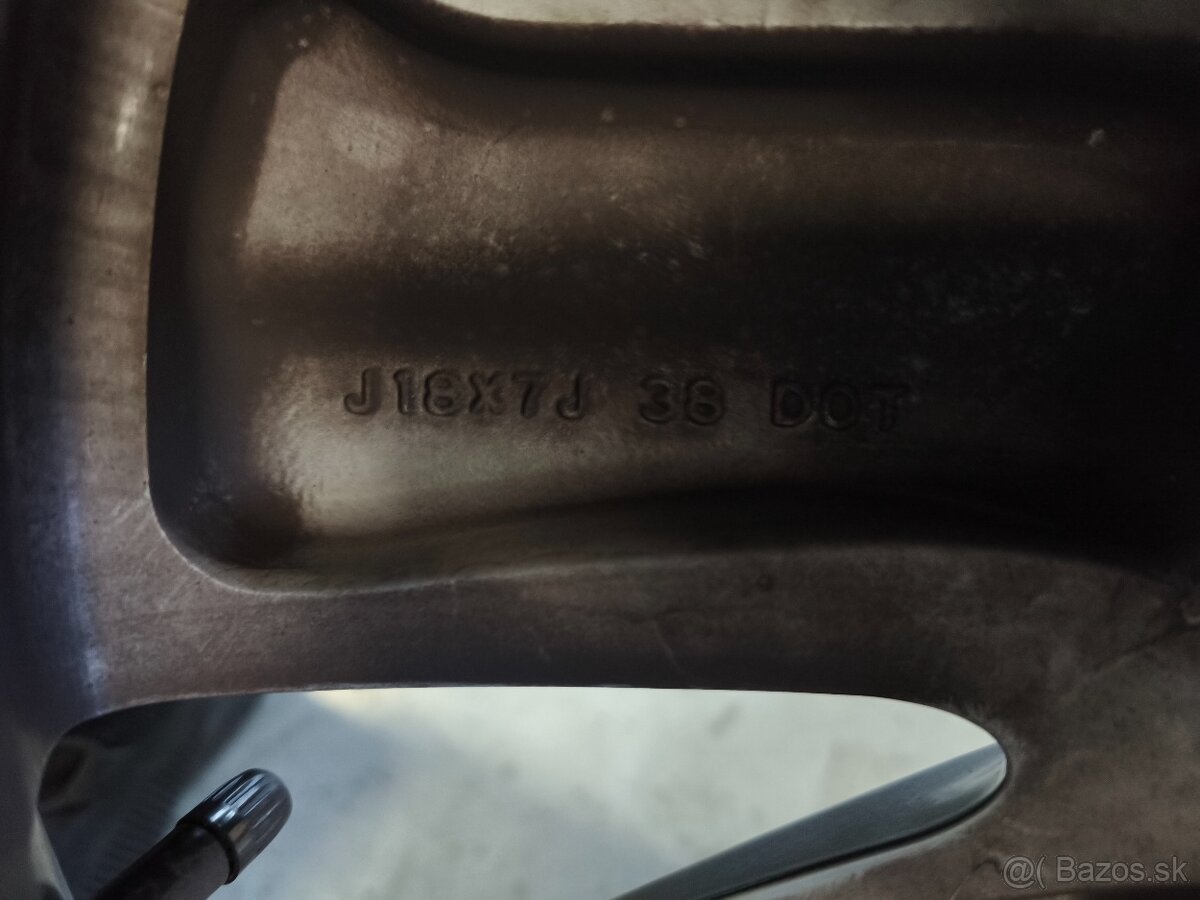 J18X7J 38 DOT
@( Bazos.sk